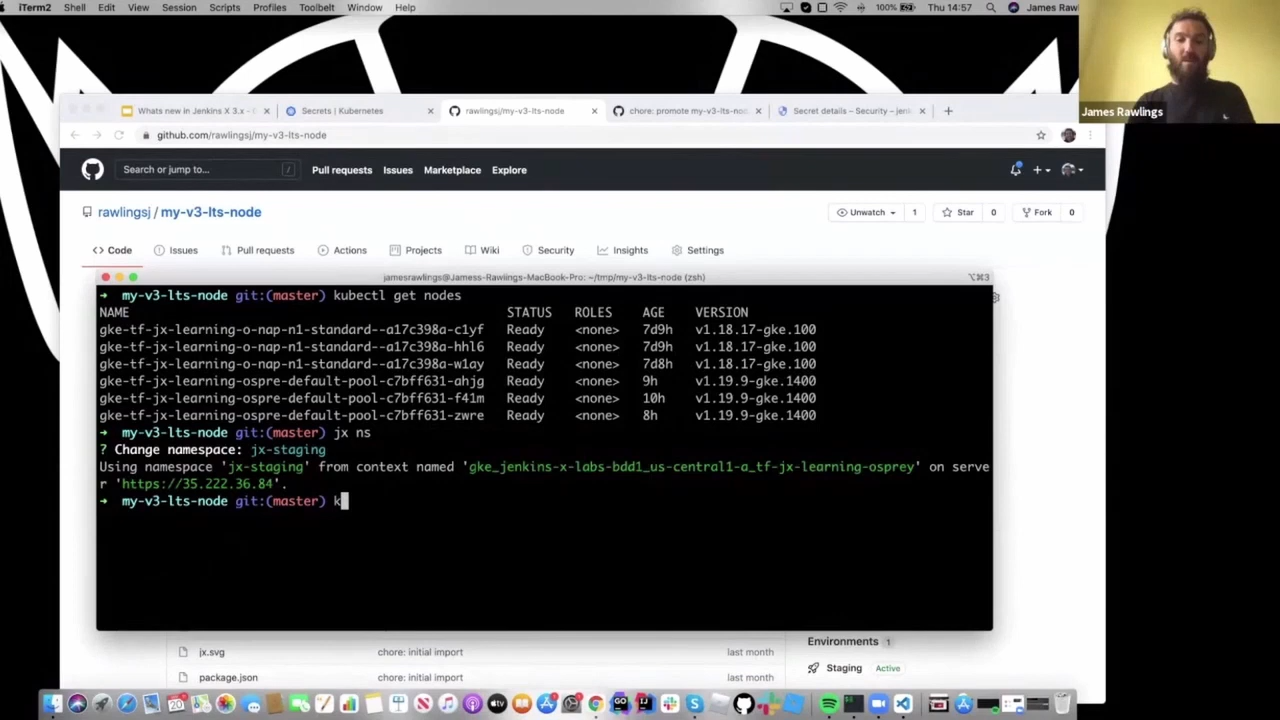 iTerm2 Shell Edit View Session Scripts Profiles Toolbelt Window Help 100% Thu 14:57 James Rawl
James Rawlings
Whats new in Jenkins X 3.x - Secrets | Kubernetes rawlingsj/my-v3-lts-node chore: promote my-v3-lts-nod Secret details – Security – jen
github.com/rawlingsj/my-v3-lts-node
Search or jump to... / Pull requests Issues Marketplace Explore
rawlingsj / my-v3-lts-node Unwatch 1 Star 0 Fork 0
<> Code Issues Pull requests Actions Projects Wiki Security Insights Settings
jamesrawlings@Jamess-Rawlings-MacBook-Pro: ~/tmp/my-v3-lts-node (zsh) ⌥⌘3
➜ my-v3-lts-node git:(master) kubectl get nodes
NAME STATUS ROLES AGE VERSION
gke-tf-jx-learning-o-nap-n1-standard--a17c398a-c1yf Ready <none> 7d9h v1.18.17-gke.100
gke-tf-jx-learning-o-nap-n1-standard--a17c398a-hhl6 Ready <none> 7d9h v1.18.17-gke.100
gke-tf-jx-learning-o-nap-n1-standard--a17c398a-w1ay Ready <none> 7d8h v1.18.17-gke.100
gke-tf-jx-learning-ospre-default-pool-c7bff631-ahjg Ready <none> 9h v1.19.9-gke.1400
gke-tf-jx-learning-ospre-default-pool-c7bff631-f41m Ready <none> 10h v1.19.9-gke.1400
gke-tf-jx-learning-ospre-default-pool-c7bff631-zwre Ready <none> 8h v1.19.9-gke.1400
➜ my-v3-lts-node git:(master) jx ns
? Change namespace: jx-staging
Using namespace 'jx-staging' from context named 'gke_jenkins-x-labs-bdd1_us-central1-a_tf-jx-learning-osprey' on serve
r 'https://35.222.36.84'.
➜ my-v3-lts-node git:(master) k
Environments 1
jx.svg chore: initial import last month
Staging Active
package.json chore: initial import last month